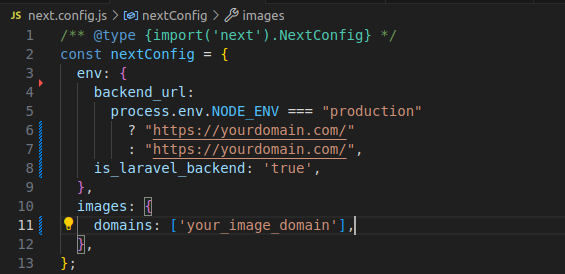 JS next.config.js > nextConfig > images
1 /** @type {import('next').NextConfig} */
2 const nextConfig = {
3 env: {
4 backend_url:
5 process.env.NODE_ENV === "production"
6 ? "https://yourdomain.com/"
7 : "https://yourdomain.com/",
8 is_laravel_backend: 'true',
9 },
10 images: {
11 domains: ['your_image_domain'],
12 },
13 };